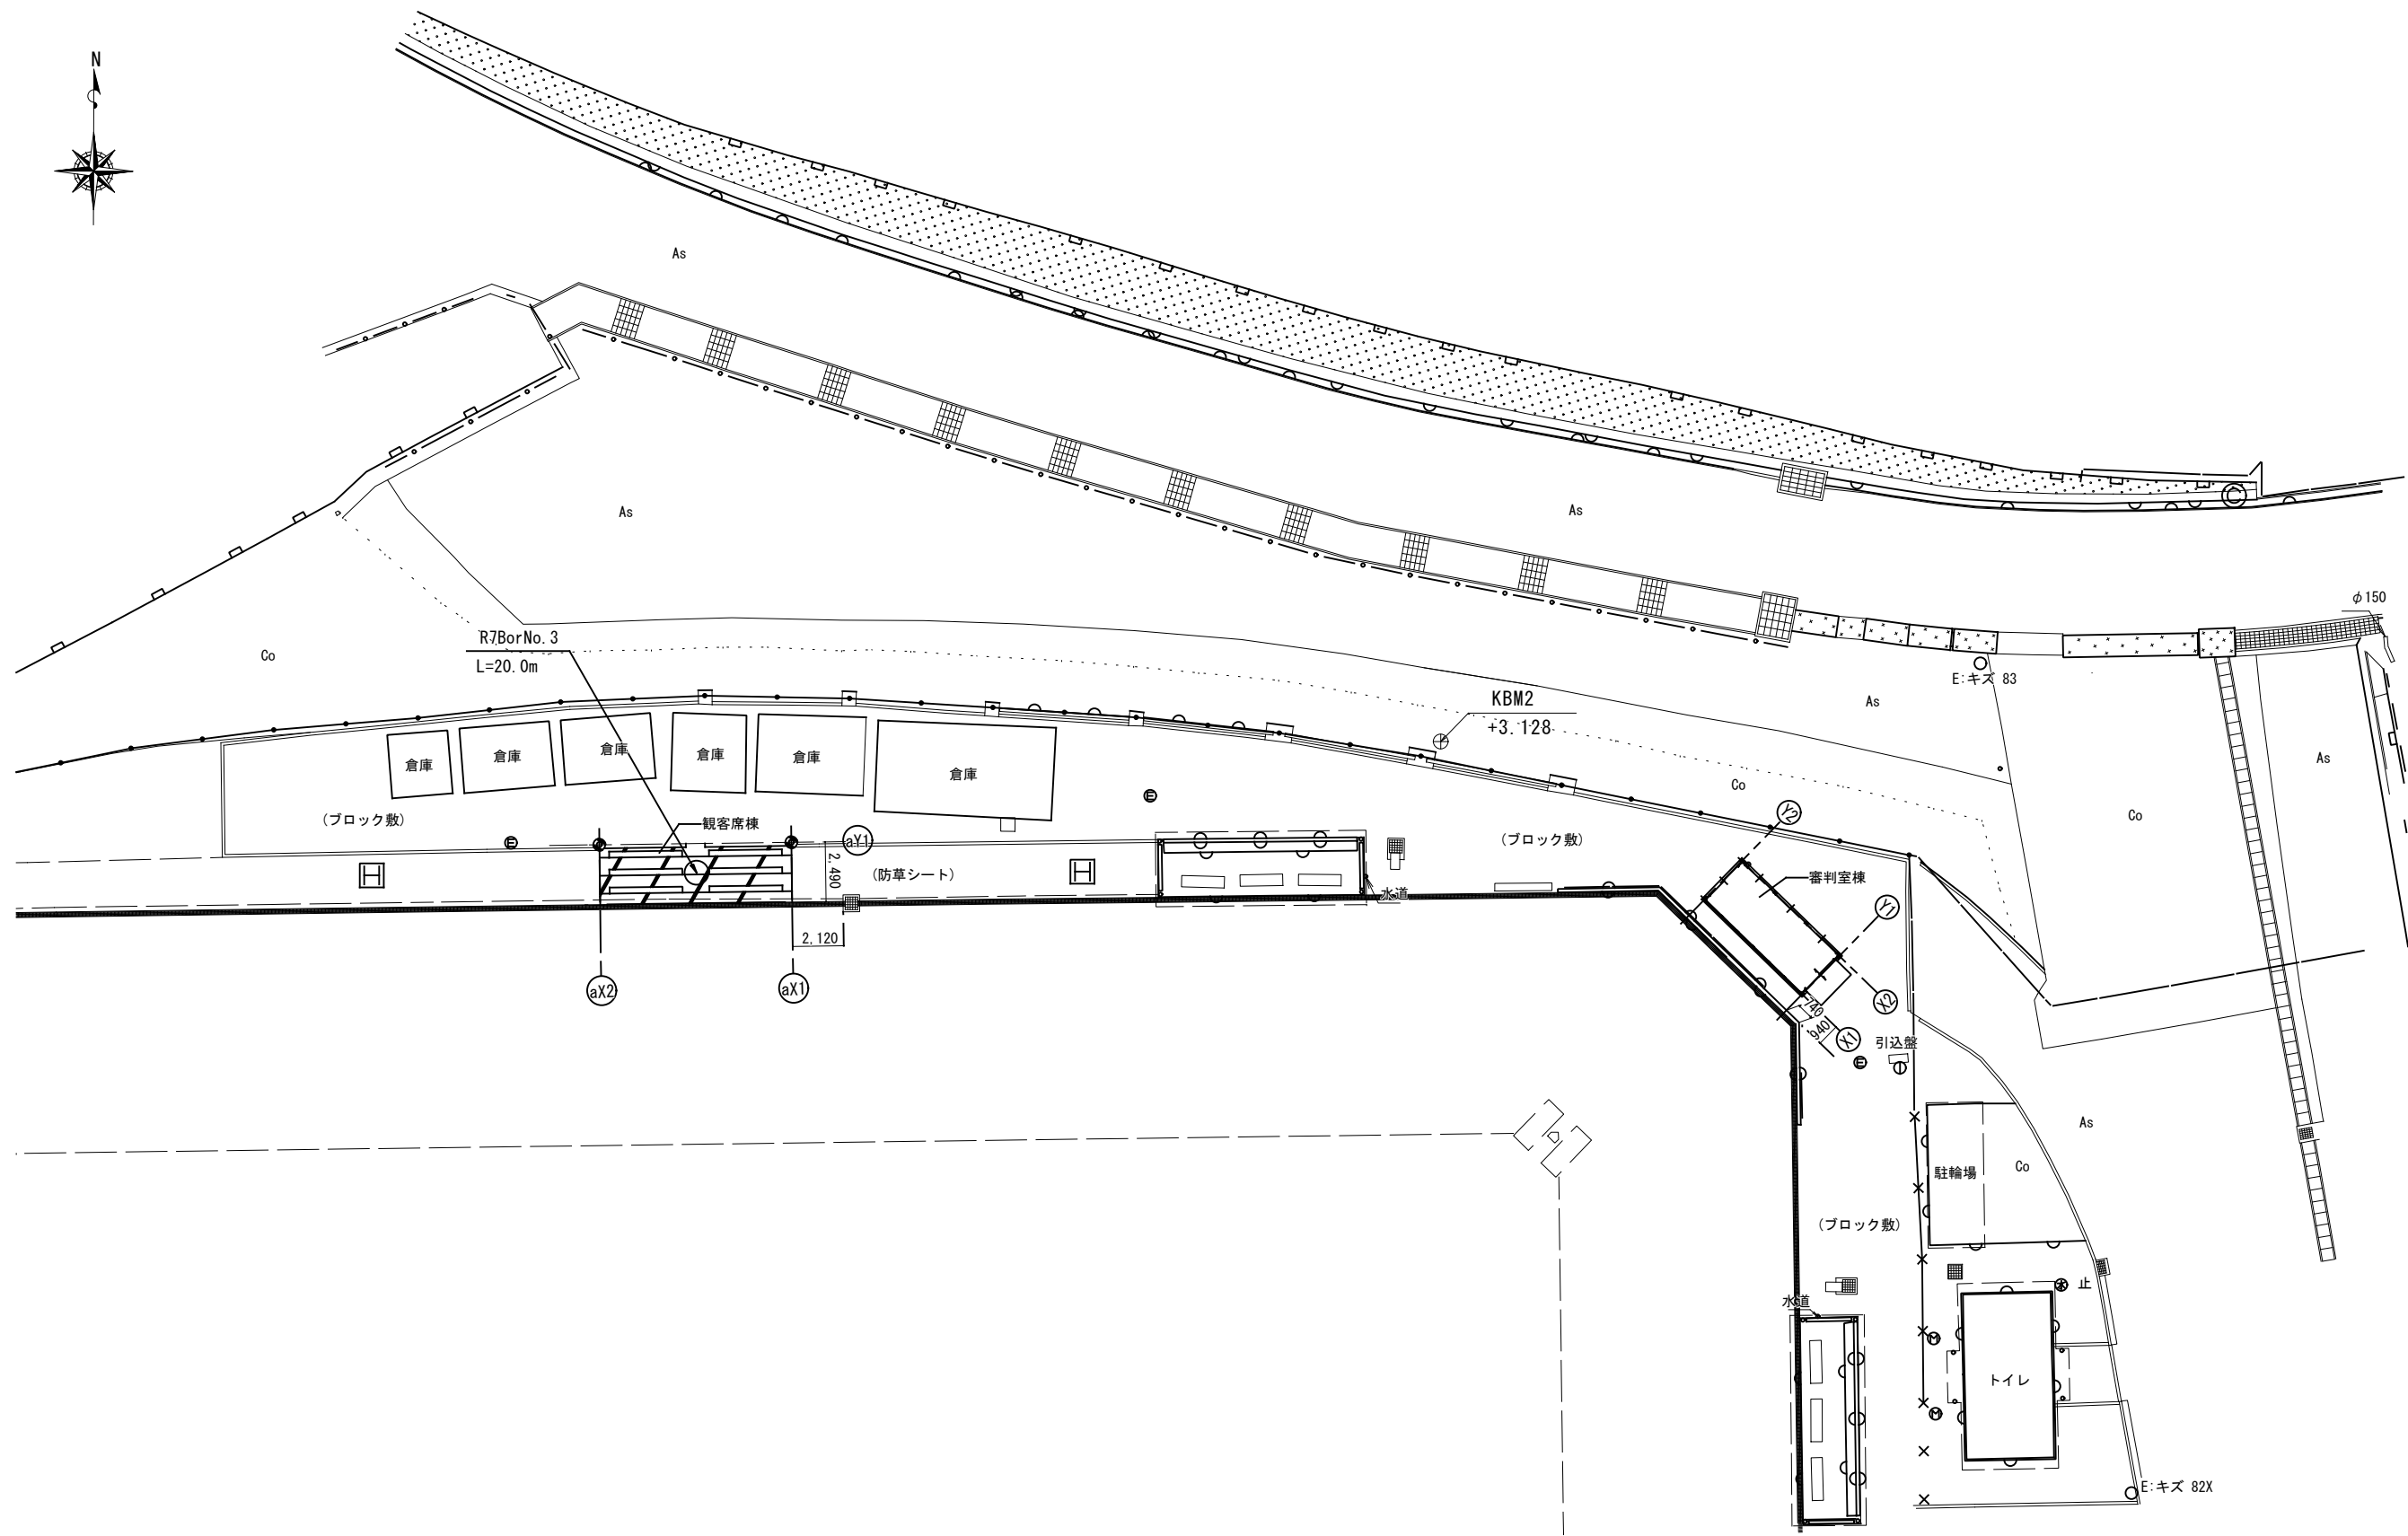 N
As
As
As
φ150
R7BorNo.3
L=20.0m
Co
E:キズ 83
KBM2
+3.128
As
As
倉庫
倉庫
倉庫
倉庫
倉庫
倉庫
Co
Co
(ブロック敷)
観客席棟
aY1
Y2
(ブロック敷)
E
E
H
H
2,490
(防草シート)
水道
審判室棟
Y1
2,120
aX2
aX1
X2
740
940
X1
引込盤
E
As
Co
駐輪場
(ブロック敷)
水道
止
M
トイレ
M
E:キズ 82X